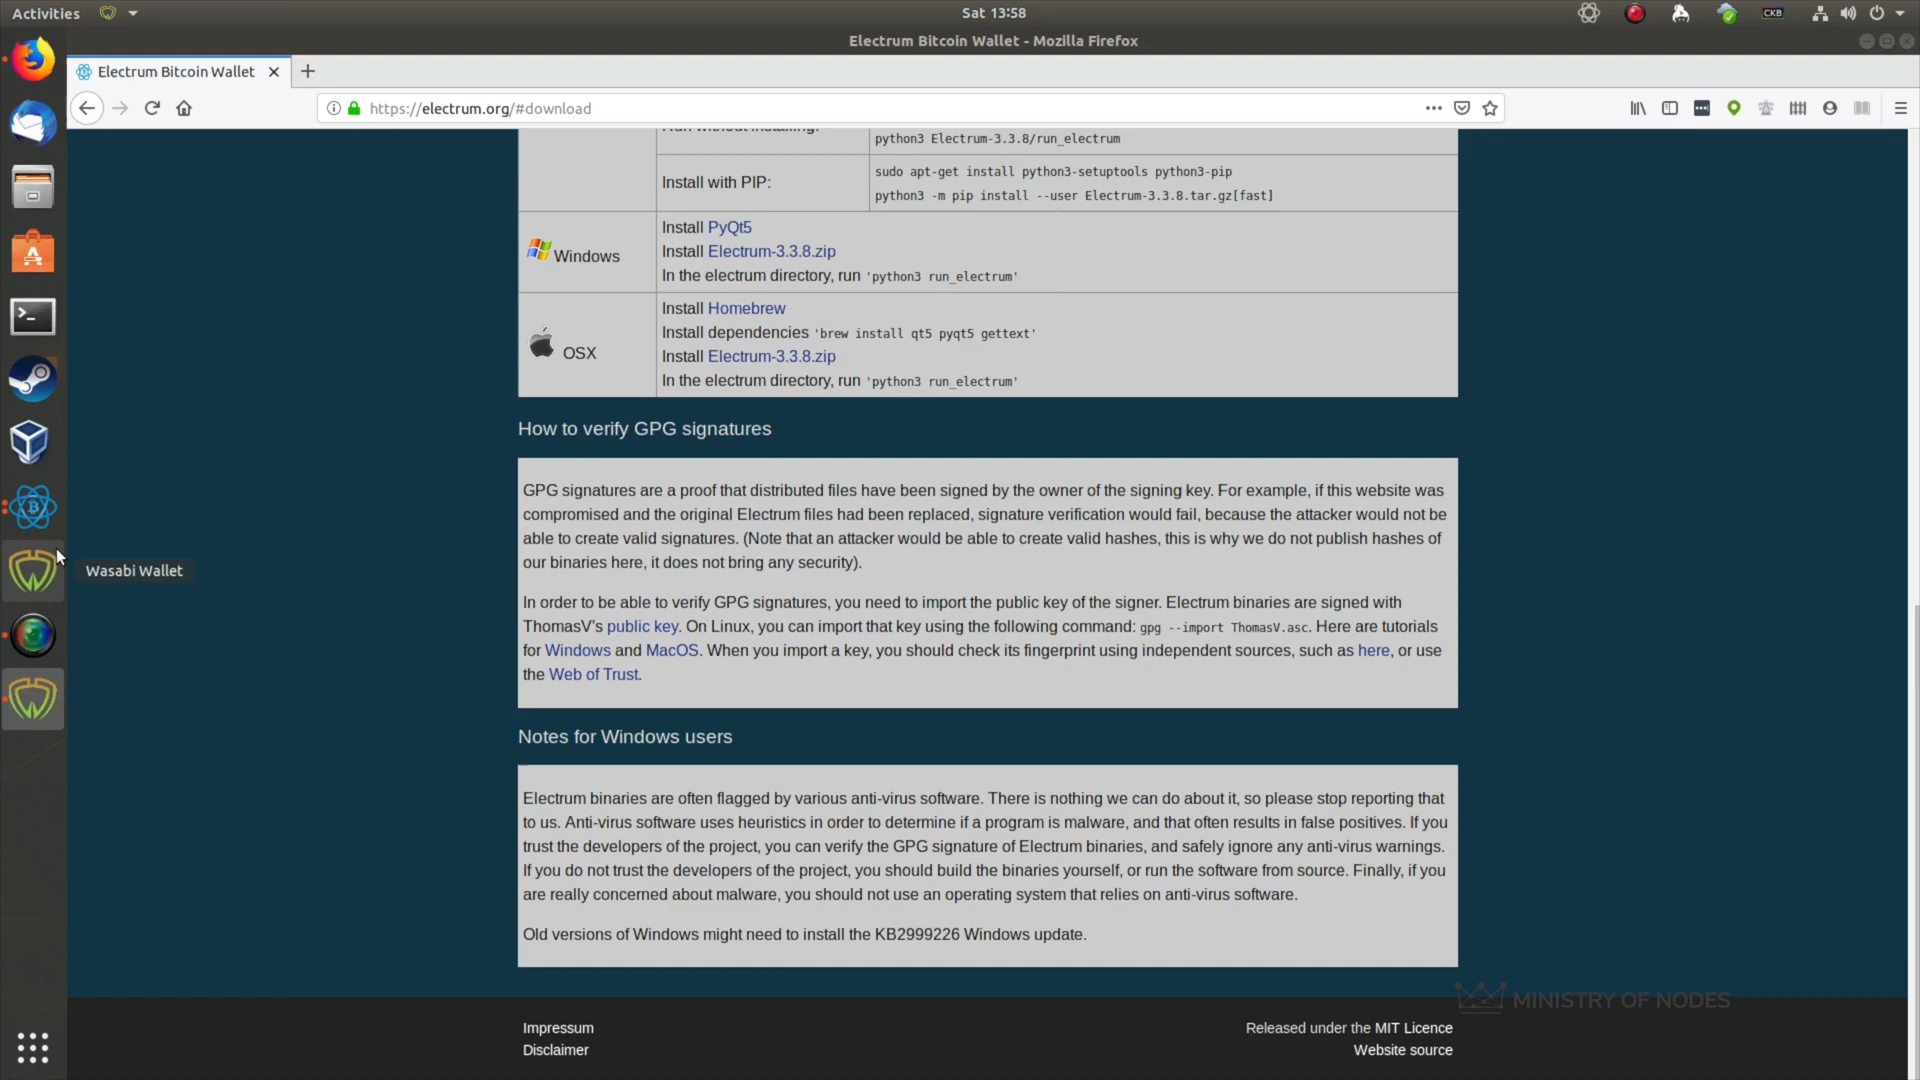 Activities
Sat 13:58
CKB
Electrum Bitcoin Wallet - Mozilla Firefox
Electrum Bitcoin Wallet
https://electrum.org/#download
Run without installing:
python3 Electrum-3.3.8/run_electrum
Install with PIP:
sudo apt-get install python3-setuptools python3-pip
python3 -m pip install --user Electrum-3.3.8.tar.gz[fast]
Windows
Install PyQt5
Install Electrum-3.3.8.zip
In the electrum directory, run 'python3 run_electrum'
OSX
Install Homebrew
Install dependencies 'brew install qt5 pyqt5 gettext'
Install Electrum-3.3.8.zip
In the electrum directory, run 'python3 run_electrum'
How to verify GPG signatures
GPG signatures are a proof that distributed files have been signed by the owner of the signing key. For example, if this website was
compromised and the original Electrum files had been replaced, signature verification would fail, because the attacker would not be
able to create valid signatures. (Note that an attacker would be able to create valid hashes, this is why we do not publish hashes of
our binaries here, it does not bring any security).
In order to be able to verify GPG signatures, you need to import the public key of the signer. Electrum binaries are signed with
ThomasV's public key. On Linux, you can import that key using the following command: gpg --import ThomasV.asc. Here are tutorials
for Windows and MacOS. When you import a key, you should check its fingerprint using independent sources, such as here, or use
the Web of Trust.
Wasabi Wallet
Notes for Windows users
Electrum binaries are often flagged by various anti-virus software. There is nothing we can do about it, so please stop reporting that
to us. Anti-virus software uses heuristics in order to determine if a program is malware, and that often results in false positives. If you
trust the developers of the project, you can verify the GPG signature of Electrum binaries, and safely ignore any anti-virus warnings.
If you do not trust the developers of the project, you should build the binaries yourself, or run the software from source. Finally, if you
are really concerned about malware, you should not use an operating system that relies on anti-virus software.
Old versions of Windows might need to install the KB2999226 Windows update.
MINISTRY OF NODES
Impressum
Disclaimer
Released under the MIT Licence
Website source